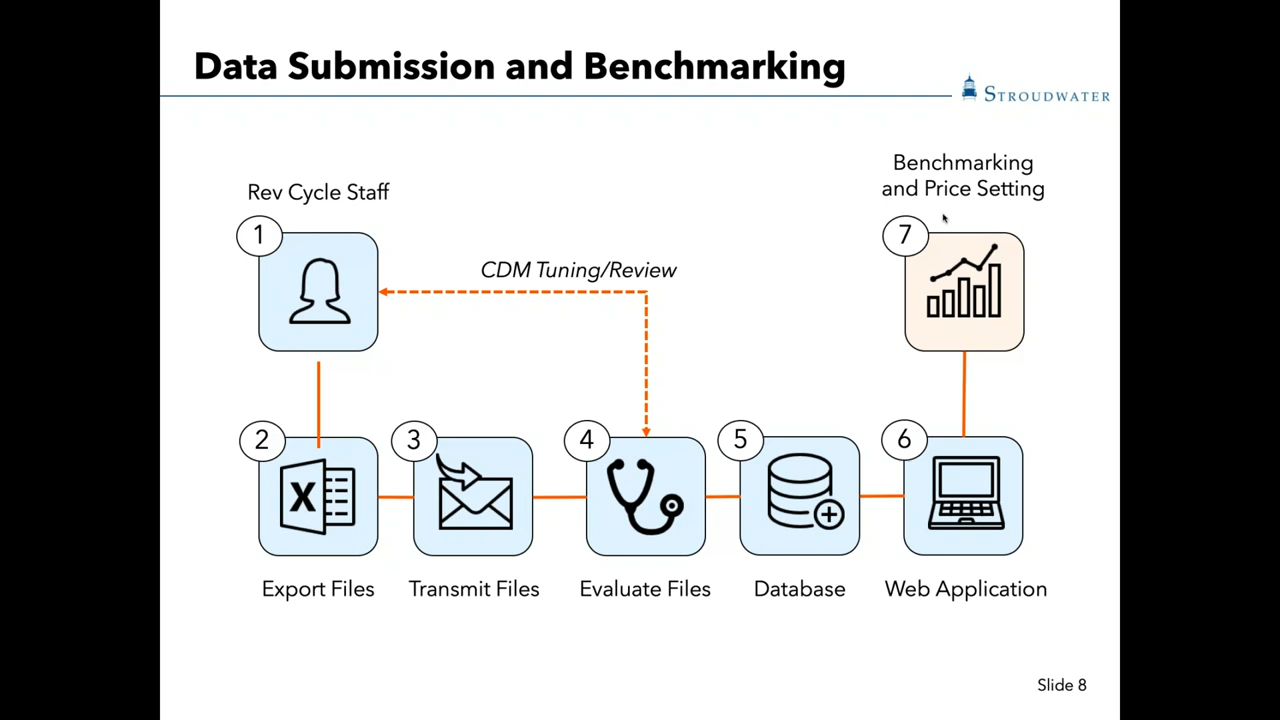 Data Submission and Benchmarking
STROUDWATER
Rev Cycle Staff
Benchmarking
and Price Setting
1
7
CDM Tuning/Review
2
3
4
5
6
X
Export Files
Transmit Files
Evaluate Files
Database
Web Application
Slide 8